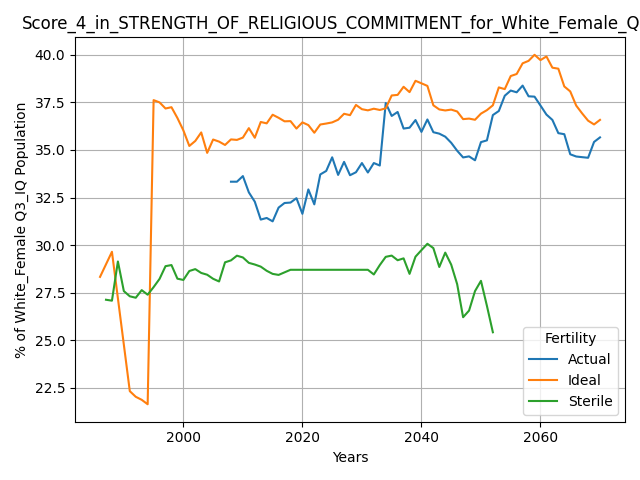 Score_4_in_STRENGTH_OF_RELIGIOUS_COMMITMENT_for_White_Female_Q
% of White_Female Q3_IQ Population
40.0
37.5
35.0
32.5
30.0
27.5
25.0
22.5
2000
2020
2040
2060
Years
Fertility
Actual
Ideal
Sterile